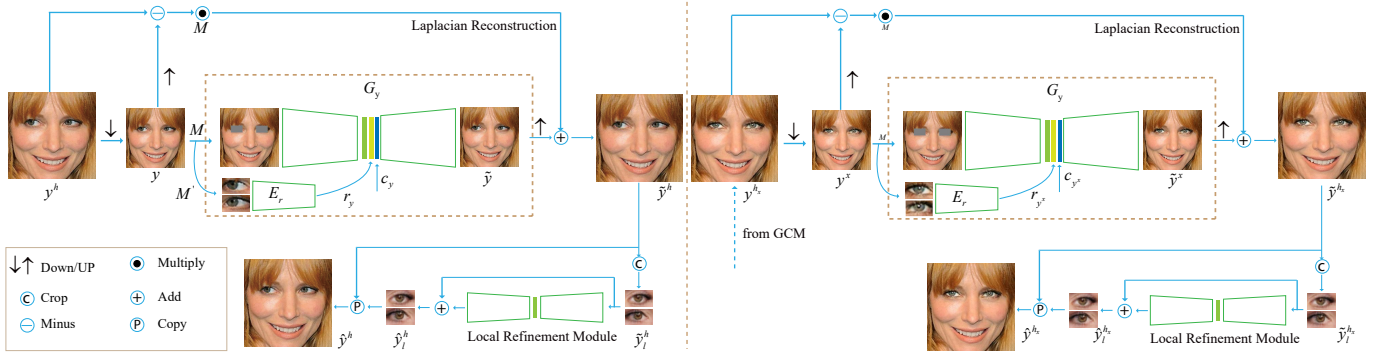 M
Laplacian Reconstruction
↑
G_y
↓
M
↑
y^h
y
M'
E_r
r_y
c_y
ỹ
ỹ^h
↓↑ Down/UP
Multiply
C Crop
+ Add
− Minus
P Copy
C
P
+
ŷ^h
ŷ_l^h
Local Refinement Module
ỹ_l^h
M
Laplacian Reconstruction
↑
G_y
↓
M
↑
y^{h_x}
y^x
E_r
r_{y^x}
c_{y^x}
ỹ^x
ỹ^{h_x}
from GCM
C
P
+
ŷ^{h_x}
ŷ_l^{h_x}
Local Refinement Module
ỹ_l^{h_x}